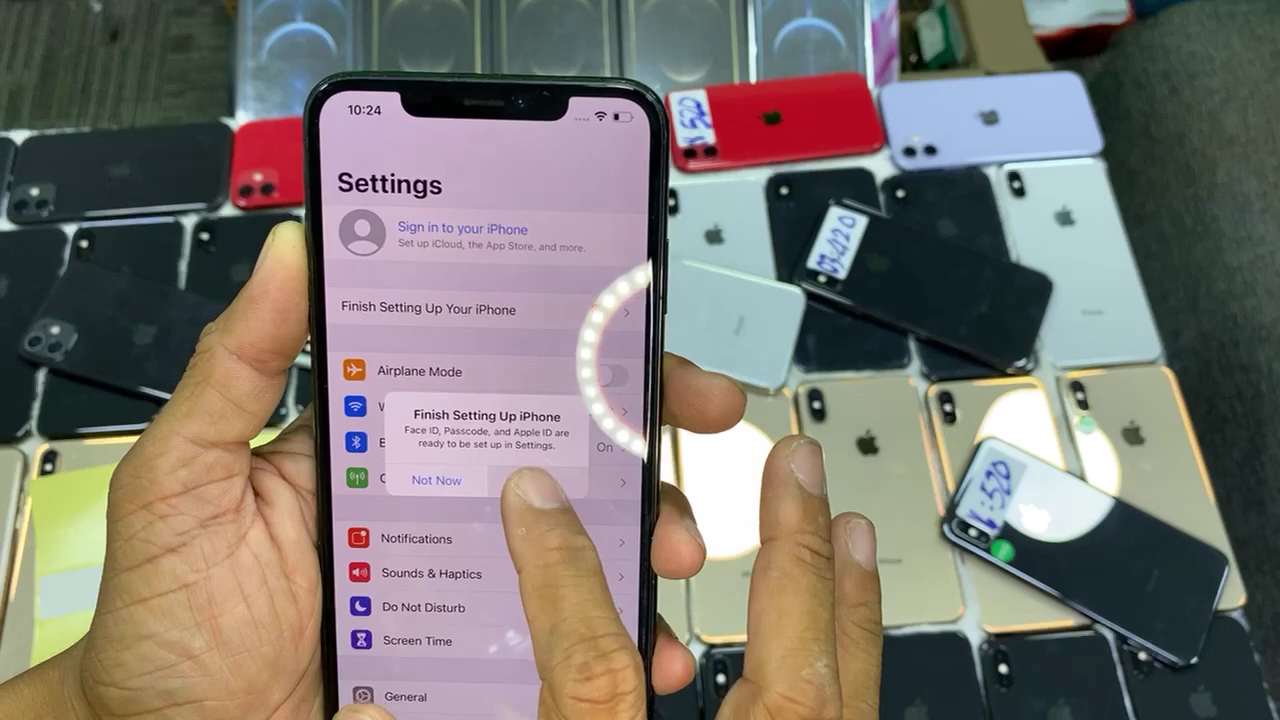 10:24
Settings
Sign in to your iPhone
Set up iCloud, the App Store, and more.
Finish Setting Up Your iPhone
Airplane Mode
On
Finish Setting Up iPhone
Face ID, Passcode, and Apple ID are
ready to be set up in Settings.
Not Now
Notifications
Sounds & Haptics
Do Not Disturb
Screen Time
General